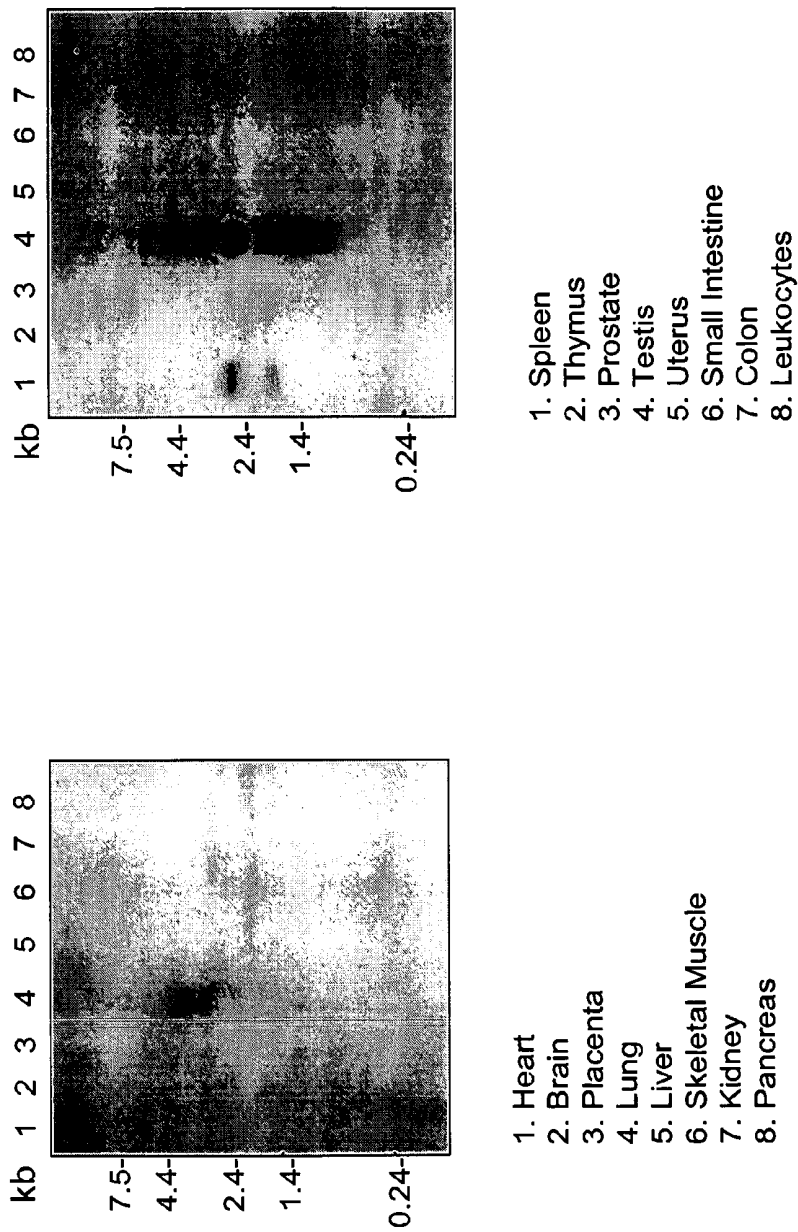 kb
1 2 3 4 5 6 7 8
7.5-
4.4-
2.4-
1.4-
0.24-
1. Spleen
2. Thymus
3. Prostate
4. Testis
5. Uterus
6. Small Intestine
7. Colon
8. Leukocytes
kb
1 2 3 4 5 6 7 8
7.5-
4.4-
2.4-
1.4-
0.24-
1. Heart
2. Brain
3. Placenta
4. Lung
5. Liver
6. Skeletal Muscle
7. Kidney
8. Pancreas